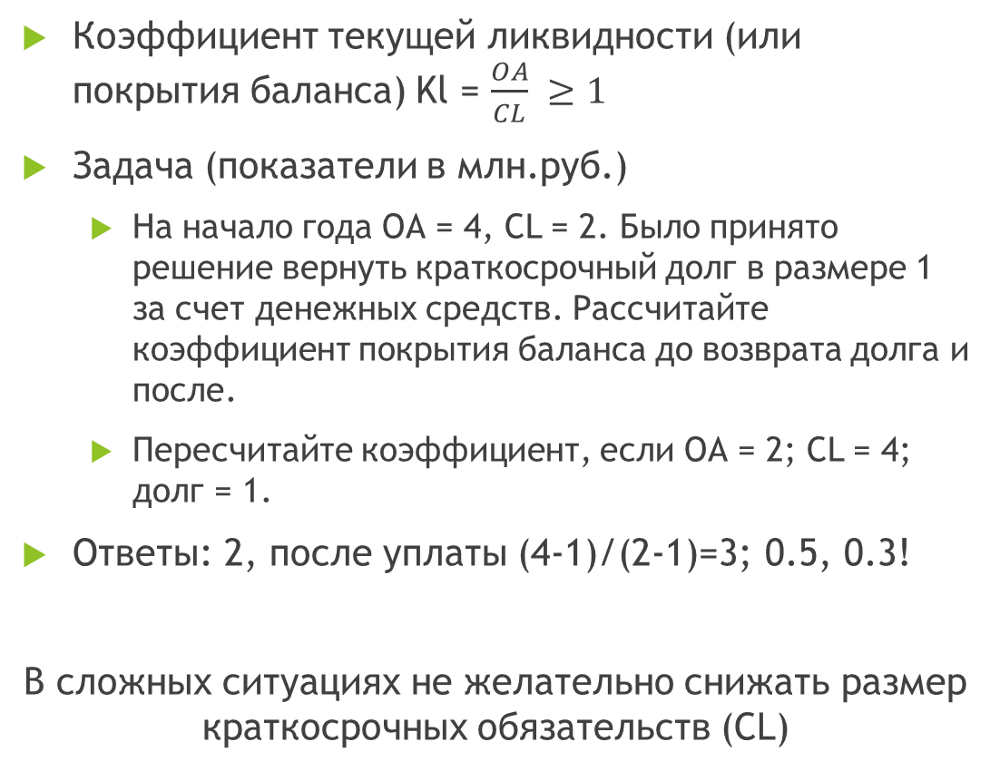 Коэффициент текущей ликвидности (или
покрытия баланса) Kl = OA/CL ≥ 1
Задача (показатели в млн.руб.)
На начало года OA = 4, CL = 2. Было принято
решение вернуть краткосрочный долг в размере 1
за счет денежных средств. Рассчитайте
коэффициент покрытия баланса до возврата долга и
после.
Пересчитайте коэффициент, если OA = 2; CL = 4;
долг = 1.
Ответы: 2, после уплаты (4-1)/(2-1)=3; 0.5, 0.3!
В сложных ситуациях не желательно снижать размер
краткосрочных обязательств (CL)